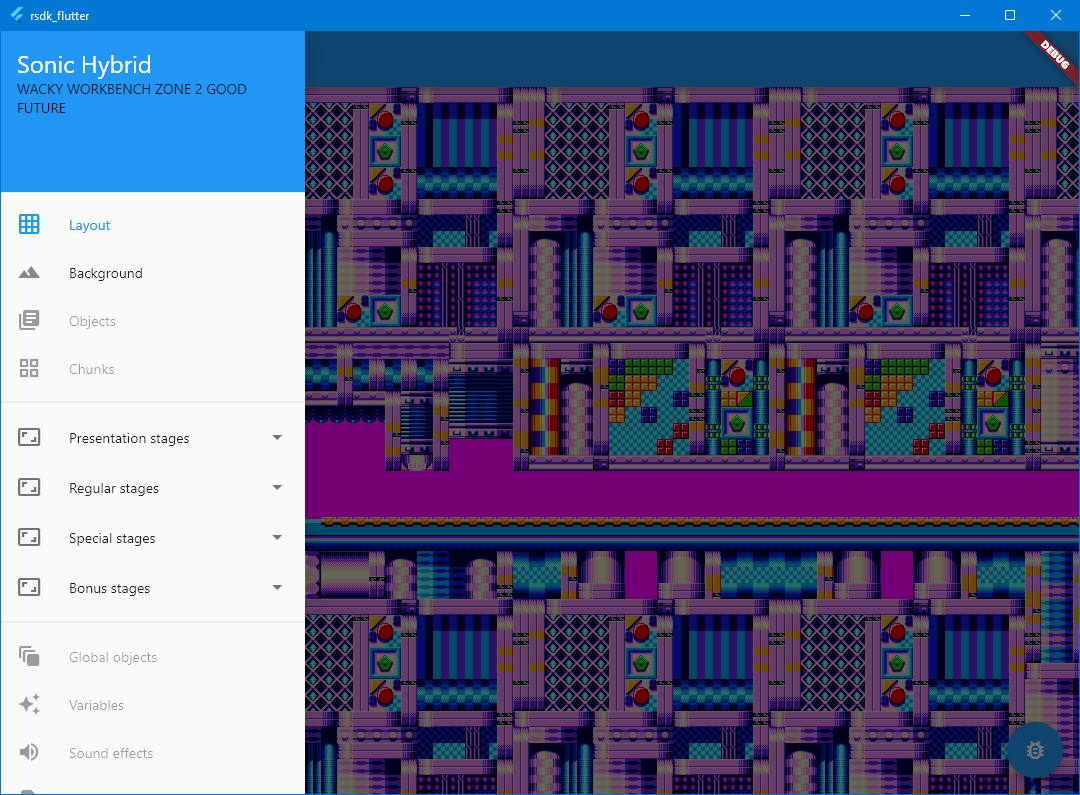 rsdk_flutter
DEBUG
Sonic Hybrid
WACKY WORKBENCH ZONE 2 GOOD
FUTURE
Layout
Background
Objects
Chunks
Presentation stages
Regular stages
Special stages
Bonus stages
Global objects
Variables
Sound effects